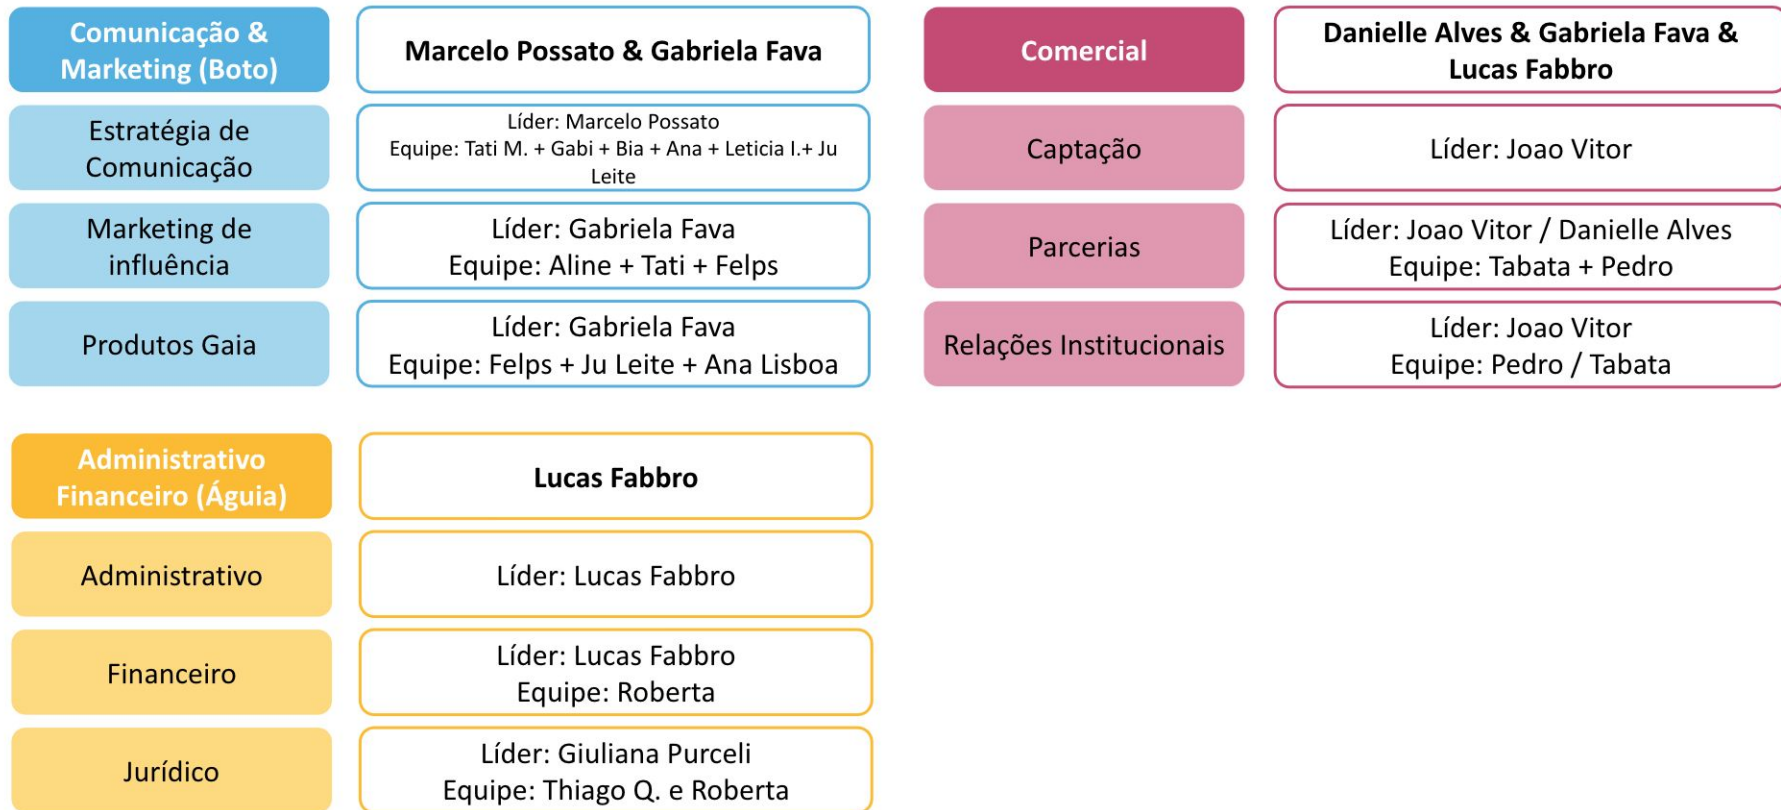 Comunicação &
Marketing (Boto)
Marcelo Possato & Gabriela Fava
Estratégia de
Comunicação
Líder: Marcelo Possato
Equipe: Tati M. + Gabi + Bia + Ana + Leticia I.+ Ju
Leite
Marketing de
influência
Líder: Gabriela Fava
Equipe: Aline + Tati + Felps
Produtos Gaia
Líder: Gabriela Fava
Equipe: Felps + Ju Leite + Ana Lisboa
Comercial
Danielle Alves & Gabriela Fava &
Lucas Fabbro
Captação
Líder: Joao Vitor
Parcerias
Líder: Joao Vitor / Danielle Alves
Equipe: Tabata + Pedro
Relações Institucionais
Líder: Joao Vitor
Equipe: Pedro / Tabata
Administrativo
Financeiro (Águia)
Lucas Fabbro
Administrativo
Líder: Lucas Fabbro
Financeiro
Líder: Lucas Fabbro
Equipe: Roberta
Jurídico
Líder: Giuliana Purceli
Equipe: Thiago Q. e Roberta